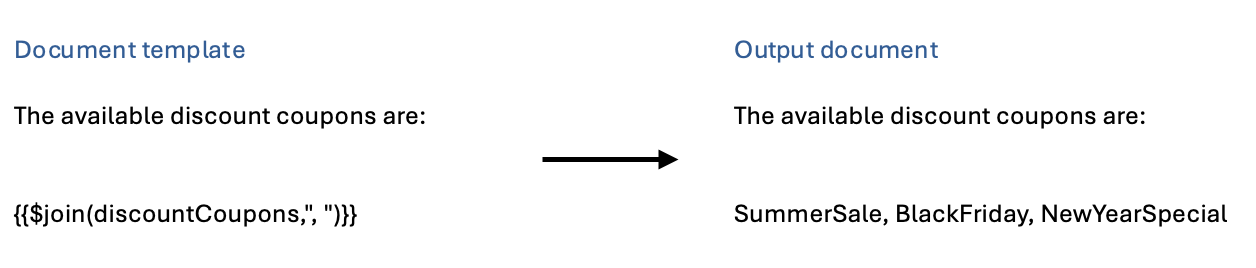 Document template
Output document
The available discount coupons are:
The available discount coupons are:
{{$join(discountCoupons,", ")}}
SummerSale, BlackFriday, NewYearSpecial